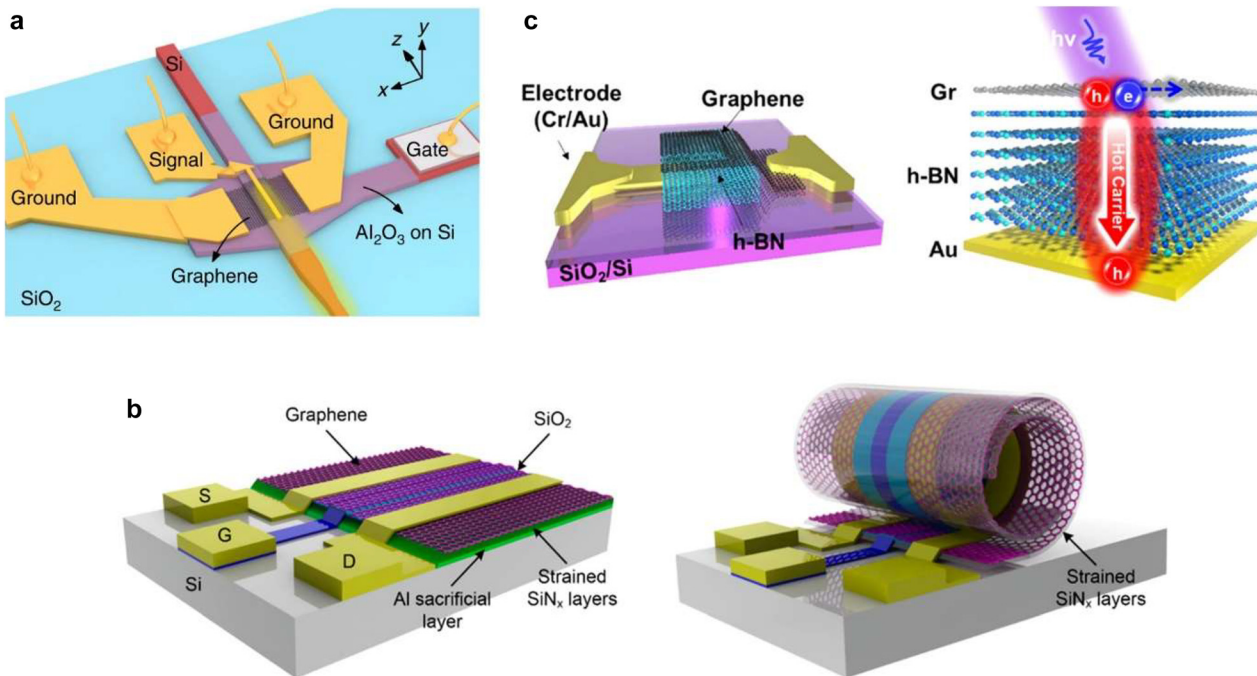 a
Si
z
y
x
Ground
Signal
Gate
Ground
Al₂O₃ on Si
Graphene
SiO₂
c
Electrode
(Cr/Au)
Graphene
h-BN
SiO₂/Si
hν
Gr
h
e
h-BN
Hot Carrier
Au
h
b
Graphene
SiO₂
S
G
D
Si
Al sacrificial
layer
Strained
SiNₓ layers
Strained
SiNₓ layers